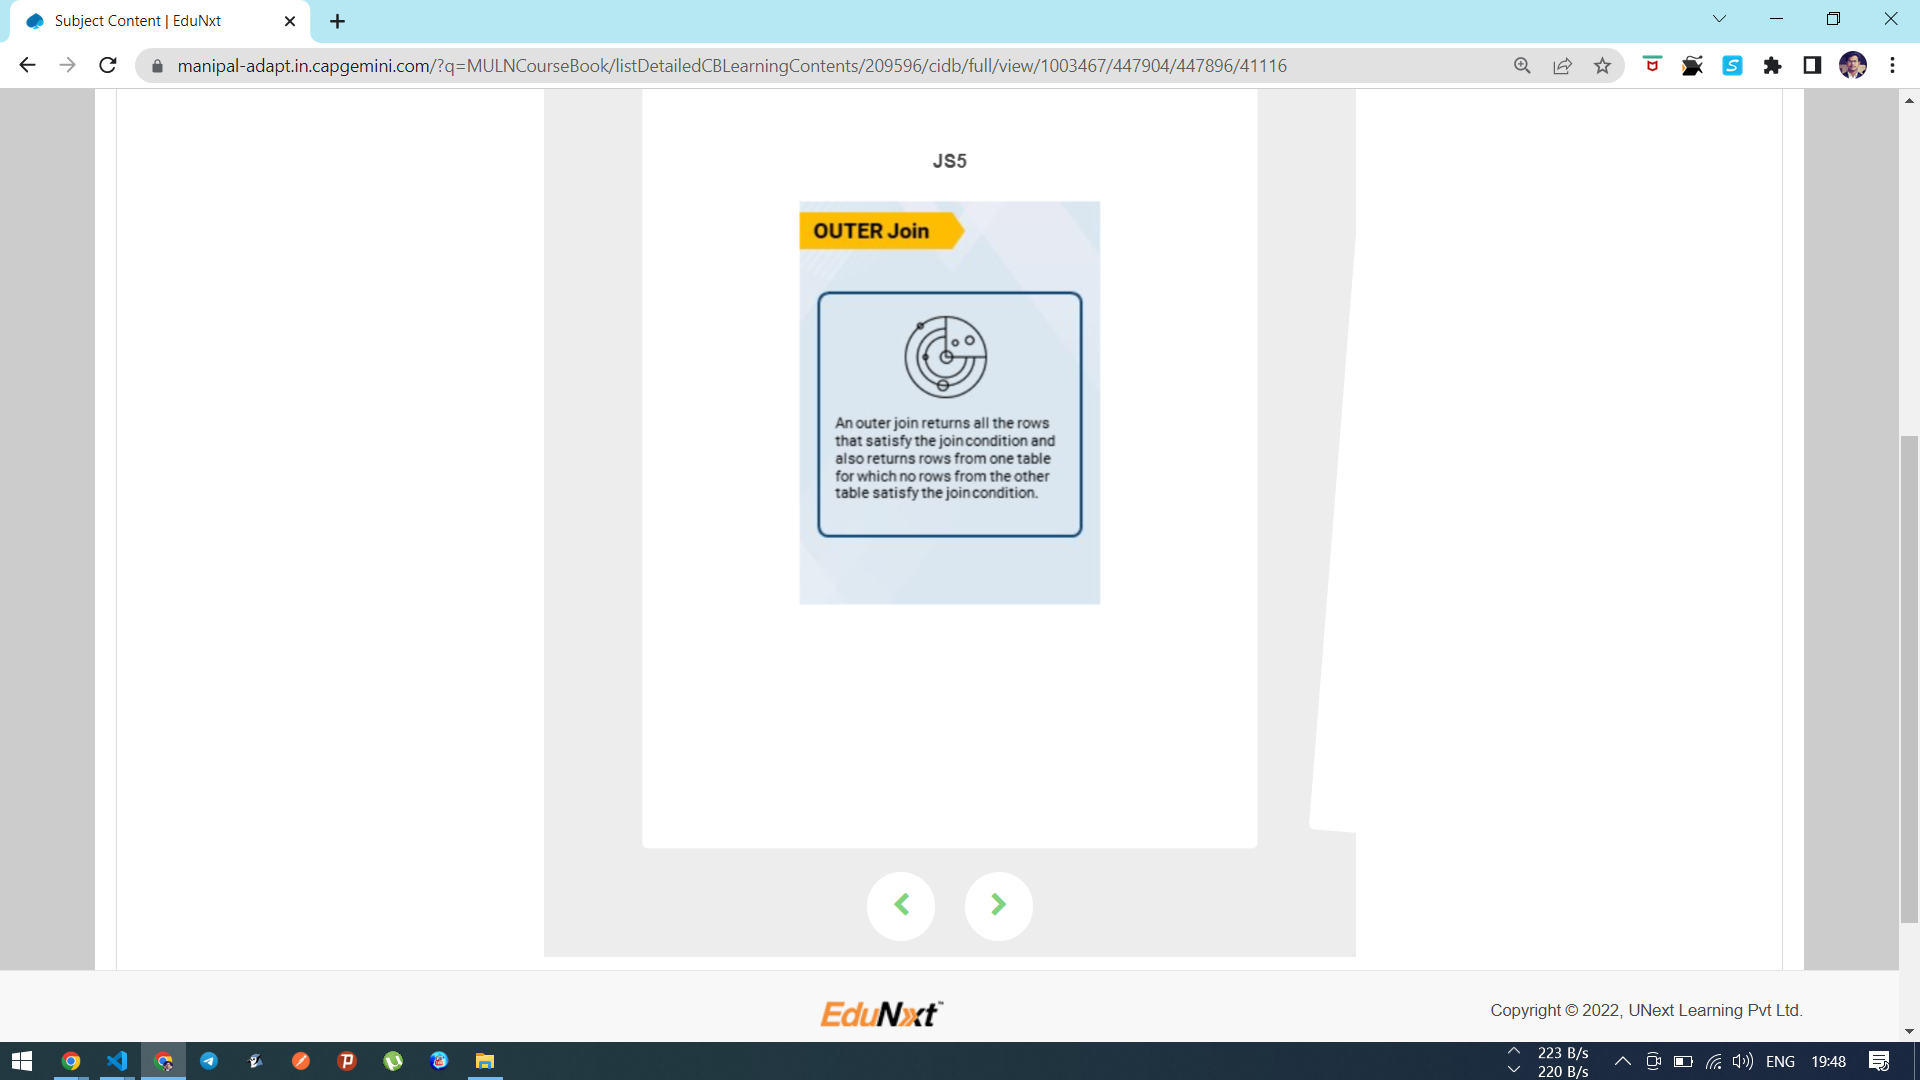 Subject Content | EduNxt
manipal-adapt.in.capgemini.com/?q=MULNCourseBook/listDetailedCBLearningContents/209596/cidb/full/view/1003467/447904/447896/41116
JS5
OUTER Join
An outer join returns all the rows
that satisfy the join condition and
also returns rows from one table
for which no rows from the other
table satisfy the join condition.
EduNxt™
Copyright © 2022, UNext Learning Pvt Ltd.
223 B/s
220 B/s
ENG
19:48